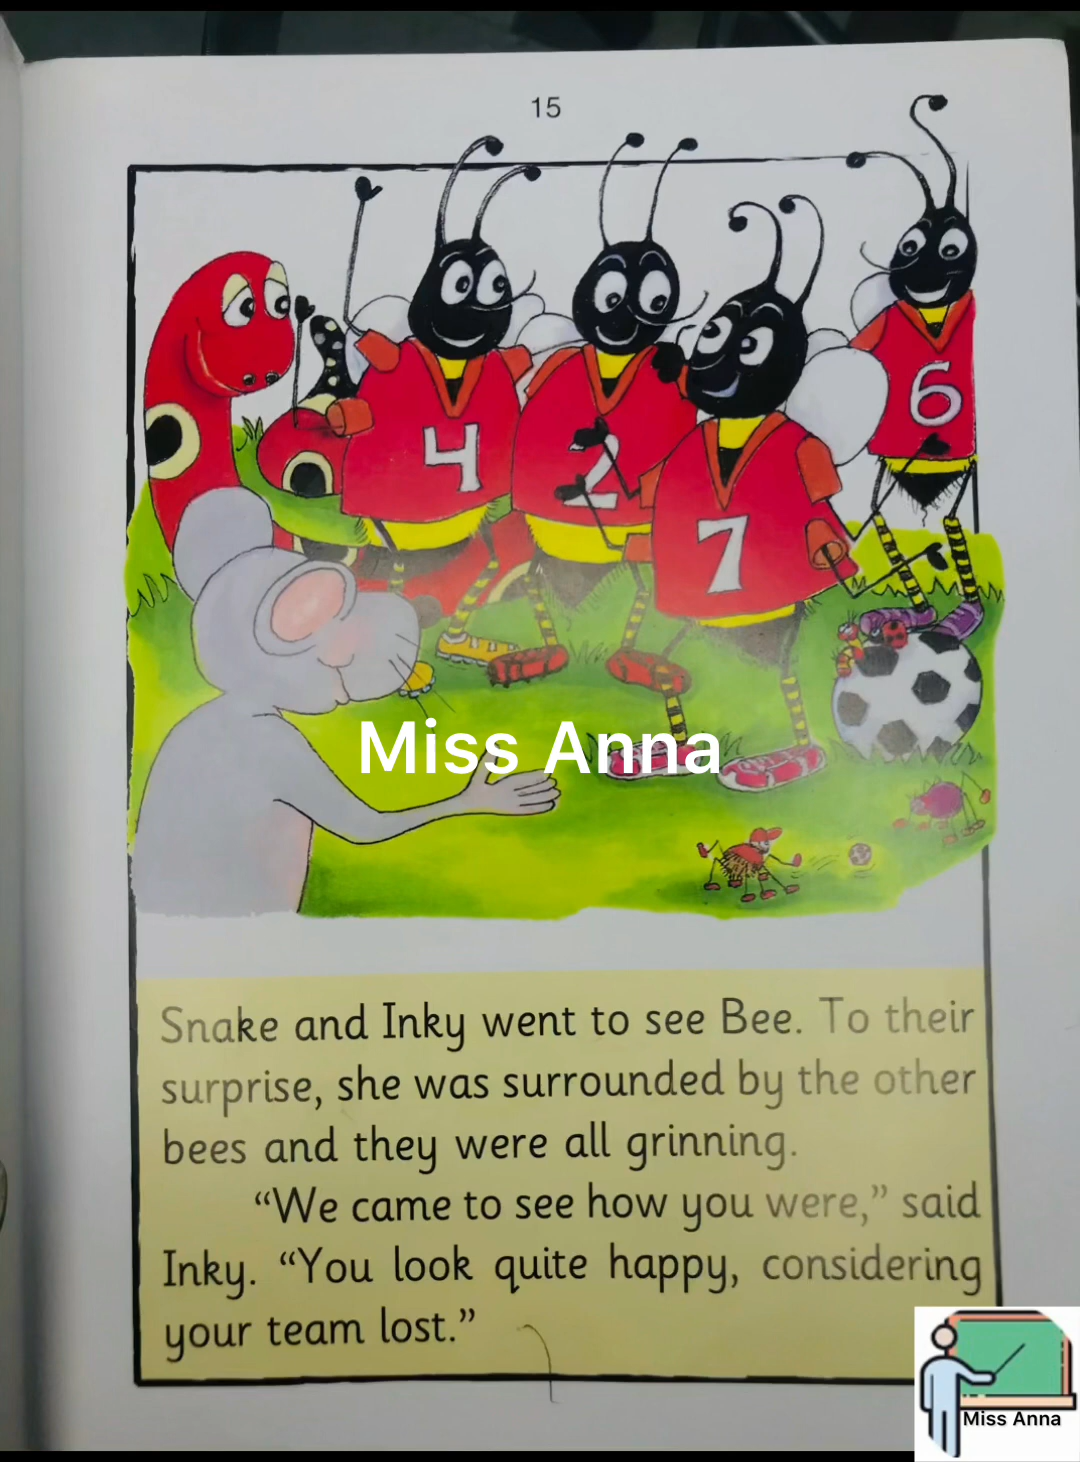 15
4
2
7
6
Miss Anna
Snake and Inky went to see Bee. To their
surprise, she was surrounded by the other
bees and they were all grinning.
“We came to see how you were,” said
Inky. “You look quite happy, considering
your team lost.”
Miss Anna